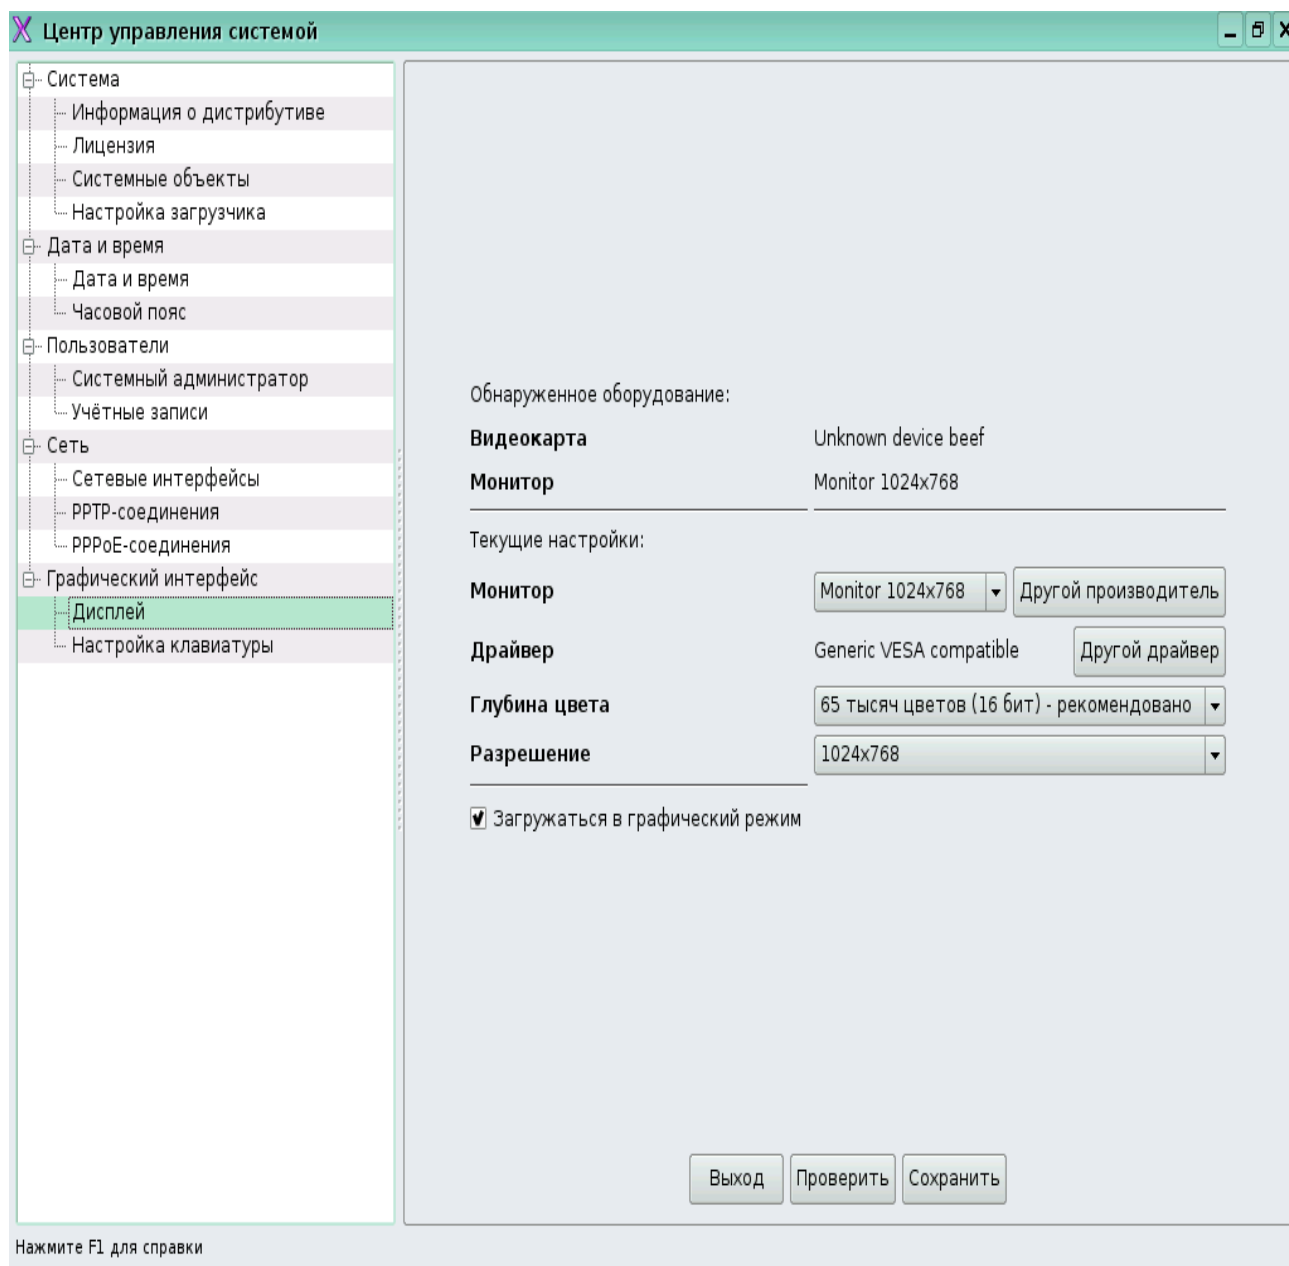 Центр управления системой
Система
Информация о дистрибутиве
Лицензия
Системные объекты
Настройка загрузчика
Дата и время
Дата и время
Часовой пояс
Пользователи
Системный администратор
Учётные записи
Сеть
Сетевые интерфейсы
PPTP-соединения
PPPoE-соединения
Графический интерфейс
Дисплей
Настройка клавиатуры
Обнаруженное оборудование:
Видеокарта Unknown device beef
Монитор Monitor 1024x768
Текущие настройки:
Монитор Monitor 1024x768 Другой производитель
Драйвер Generic VESA compatible Другой драйвер
Глубина цвета 65 тысяч цветов (16 бит) - рекомендовано
Разрешение 1024x768
Загружаться в графический режим
Выход Проверить Сохранить
Нажмите F1 для справки